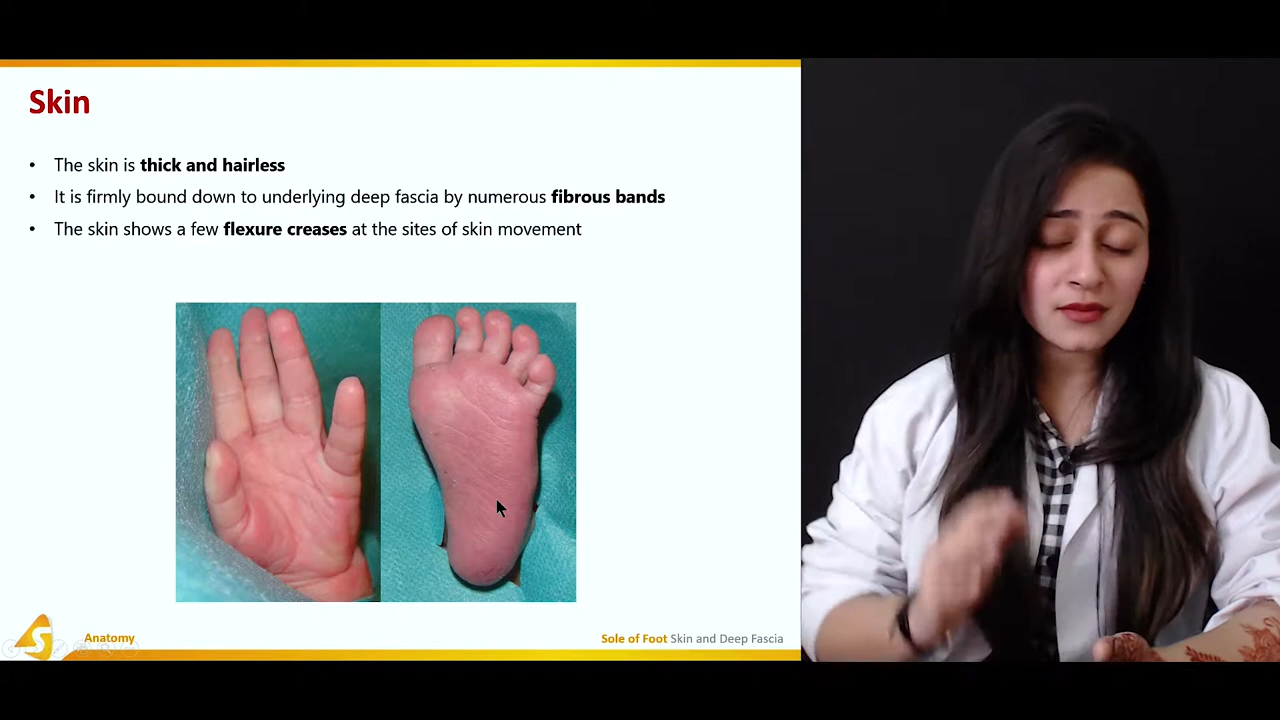 Skin
• The skin is thick and hairless
• It is firmly bound down to underlying deep fascia by numerous fibrous bands
• The skin shows a few flexure creases at the sites of skin movement
S
Anatomy
Sole of Foot Skin and Deep Fascia